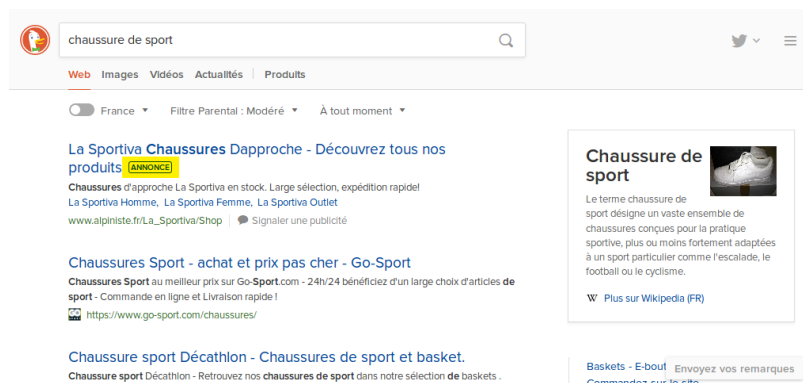 chaussure de sport
Web Images Vidéos Actualités Produits
France Filtre Parental : Modéré À tout moment
La Sportiva Chaussures Dapproche - Découvrez tous nos
produits ANNONCE
Chaussures d'approche La Sportiva en stock. Large sélection, expédition rapide!
La Sportiva Homme, La Sportiva Femme, La Sportiva Outlet
www.alpiniste.fr/La_Sportiva/Shop Signaler une publicité
Chaussures Sport - achat et prix pas cher - Go-Sport
Chaussures Sport au meilleur prix sur Go-Sport.com - 24h/24 bénéficiez d'un large choix d'articles de
sport - Commande en ligne et Livraison rapide !
https://www.go-sport.com/chaussures/
Chaussure sport Décathlon - Chaussures de sport et basket.
Chaussure sport Décathlon - Retrouvez nos chaussures de sport dans notre sélection de baskets .
Chaussure de
sport
Le terme chaussure de
sport désigne un vaste ensemble de
chaussures conçues pour la pratique
sportive, plus ou moins fortement adaptées
à un sport particulier comme l'escalade, le
football ou le cyclisme.
W Plus sur Wikipedia (FR)
Baskets - E-bout
Envoyez vos remarques
Commandez sur le site